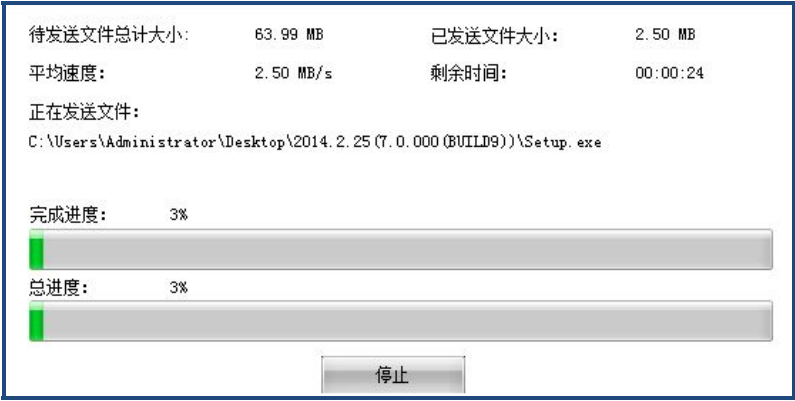 待发送文件总计大小: 63.99 MB 已发送文件大小: 2.50 MB
平均速度: 2.50 MB/s 剩余时间: 00:00:24
正在发送文件:
C:\Users\Administrator\Desktop\2014.2.25(7.0.000(BUILD9))\Setup.exe
完成进度: 3%
总进度: 3%
停止